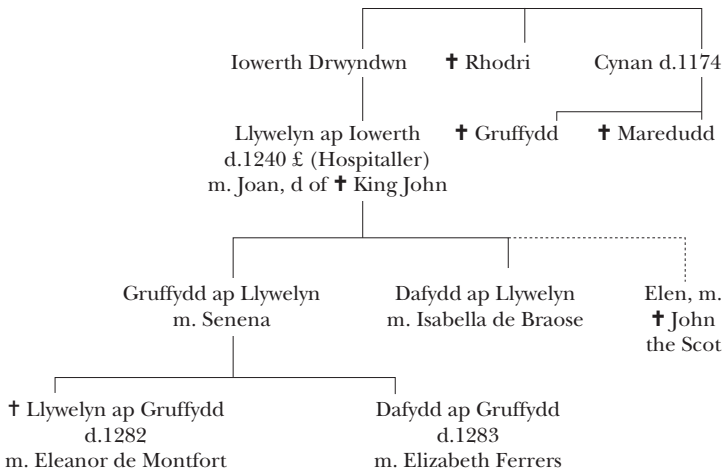 Iowerth Drwyndwn
✝ Rhodri
Cynan d.1174
Llywelyn ap Iowerth
d.1240 £ (Hospitaller)
m. Joan, d of ✝ King John
✝ Gruffydd
✝ Maredudd
Gruffydd ap Llywelyn
m. Senena
Dafydd ap Llywelyn
m. Isabella de Braose
Elen, m.
✝ John
the Scot
† Llywelyn ap Gruffydd
d.1282
m. Eleanor de Montfort
Dafydd ap Gruffydd
d.1283
m. Elizabeth Ferrers